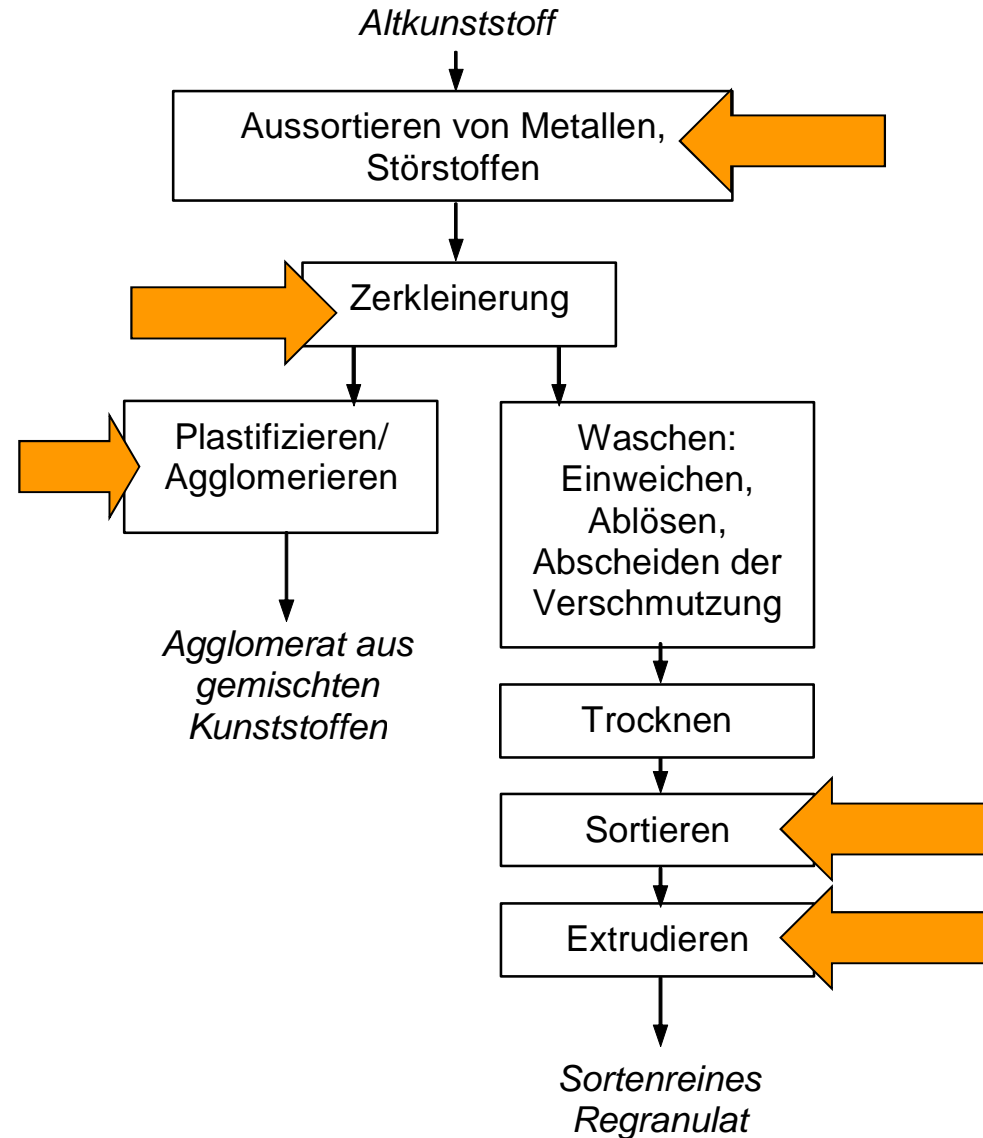 Altkunststoff
Aussortieren von Metallen,
Störstoffen
Zerkleinerung
Plastifizieren/
Agglomerieren
Agglomerat aus
gemischten
Kunststoffen
Waschen:
Einweichen,
Ablösen,
Abscheiden der
Verschmutzung
Trocknen
Sortieren
Extrudieren
Sortenreines
Regranulat